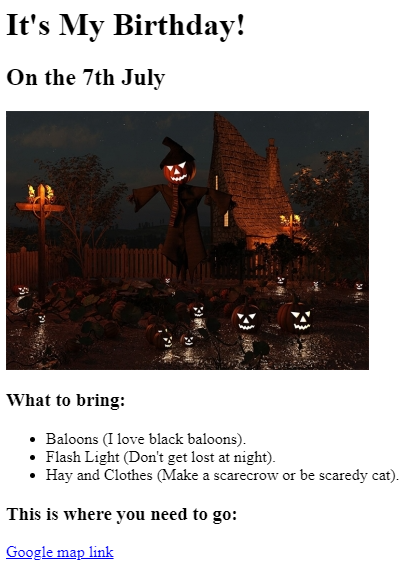 It's My Birthday!
On the 7th July
What to bring:
Baloons (I love black baloons).
Flash Light (Don't get lost at night).
Hay and Clothes (Make a scarecrow or be scaredy cat).
This is where you need to go:
Google map link